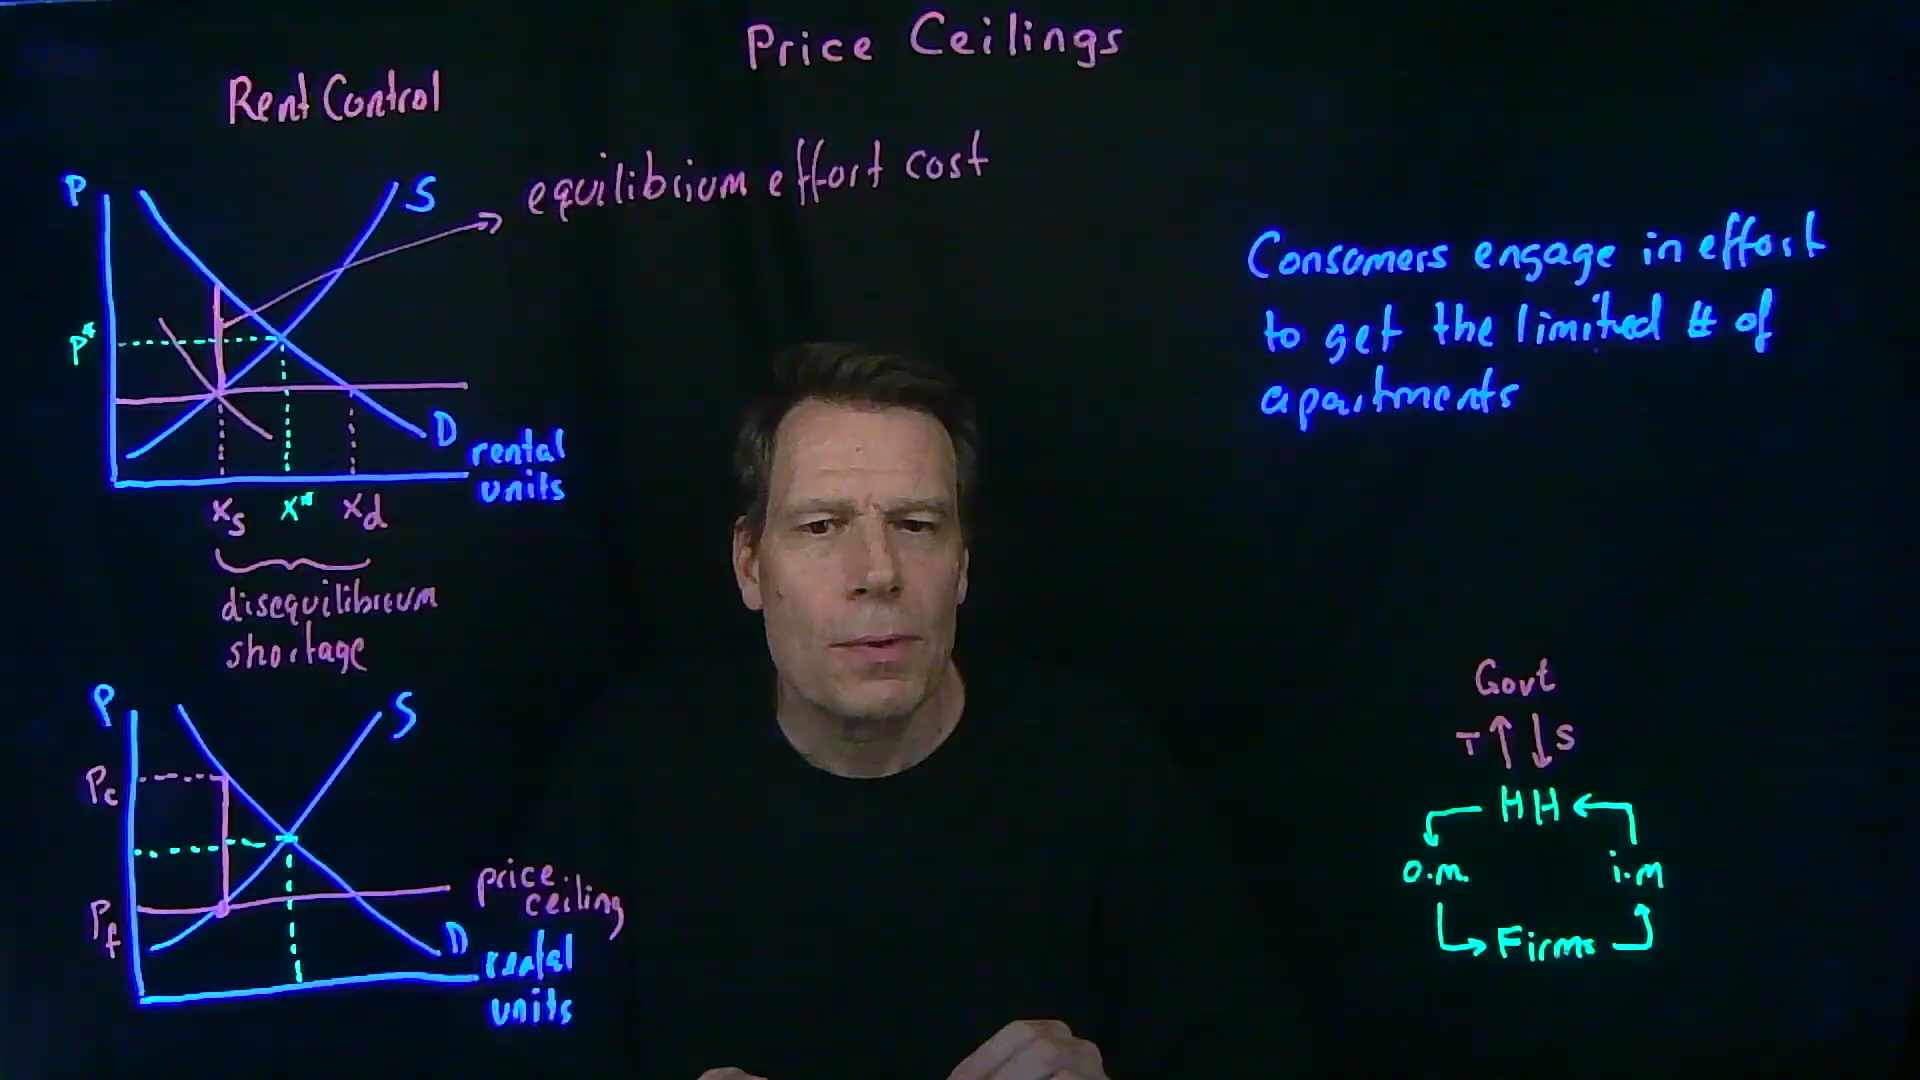 Price Ceilings
Rent Control
equilibrium effort cost
P
S
P*
D
rental
units
Xs
X*
Xd
disequilibrium
shortage
P
S
Pc
Pf
price
ceiling
D
rental
units
Consumers engage in effort
to get the limited # of
apartments
Govt
T
S
HH
o.m.
i.m
Firms